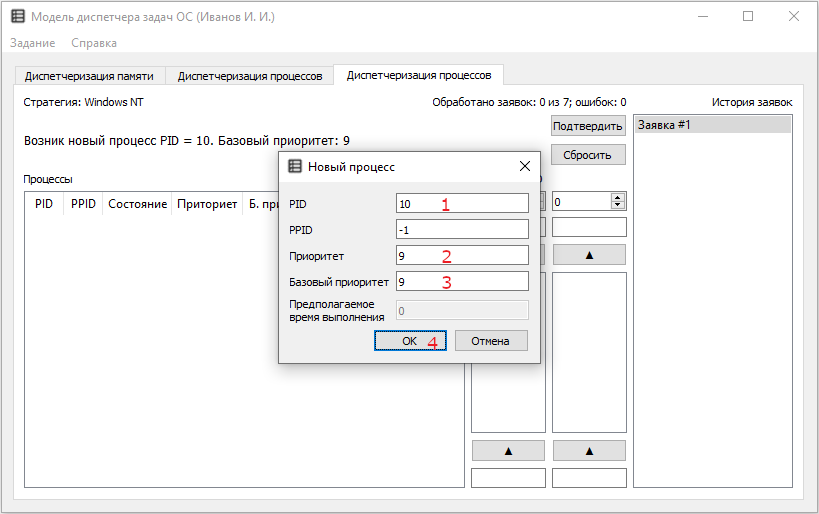 Модель диспетчера задач ОС (Иванов И. И.)
Задание Справка
Диспетчеризация памяти Диспетчеризация процессов Диспетчеризация процессов
Стратегия: Windows NT Обработано заявок: 0 из 7; ошибок: 0 История заявок
Подтвердить Заявка #1
Возник новый процесс PID = 10. Базовый приоритет: 9
Сбросить
Новый процесс
Процессы
PID 10 1
PID PPID Состояние Приториет Б. при 0
PPID -1
Приоритет 9 2
▲
Базовый приоритет 9 3
Предполагаемое
время выполнения 0
OK 4 Отмена
▲ ▲